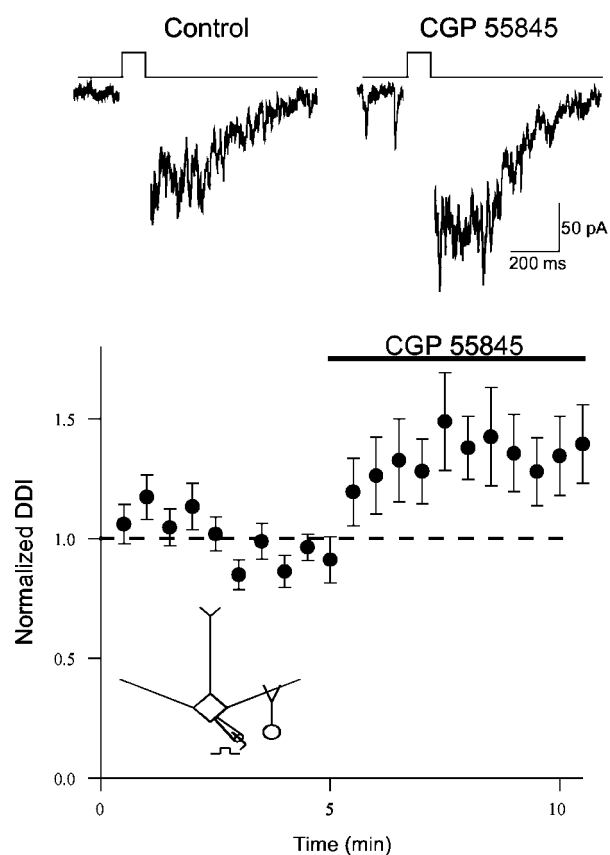 Control
CGP 55845
50 pA
200 ms
CGP 55845
1.5
1.0
0.5
0.0
Normalized DDI
0
5
10
Time (min)